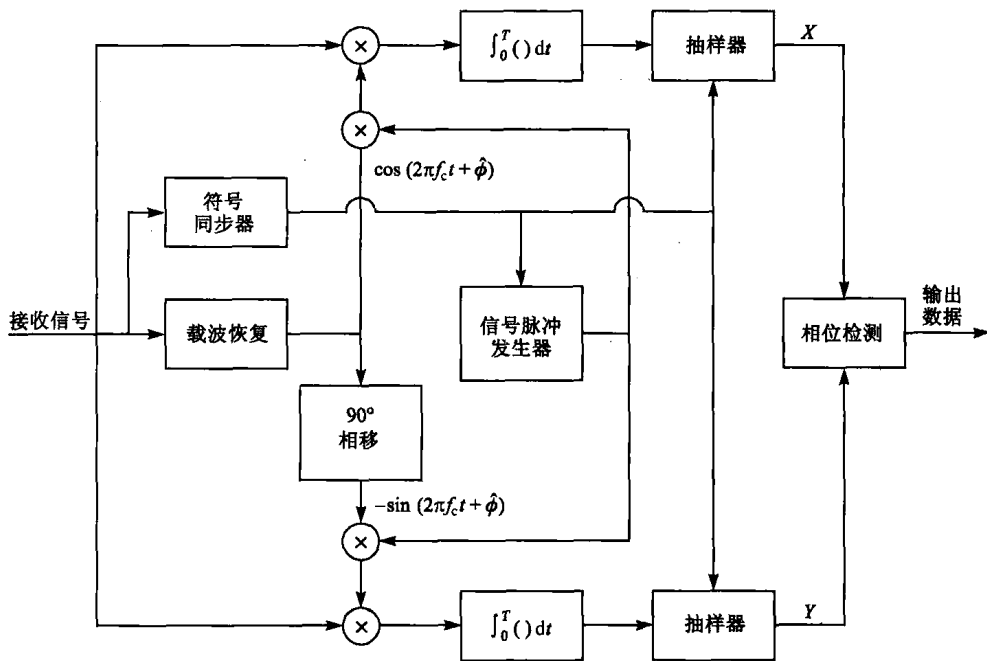 ×
∫₀ᵀ( ) dt
抽样器
X
×
cos (2πf_c t + φ̂)
符号
同步器
接收信号
载波恢复
信号脉冲
发生器
相位检测
输出
数据
90°
相移
−sin (2πf_c t + φ̂)
×
×
∫₀ᵀ( ) dt
抽样器
Y